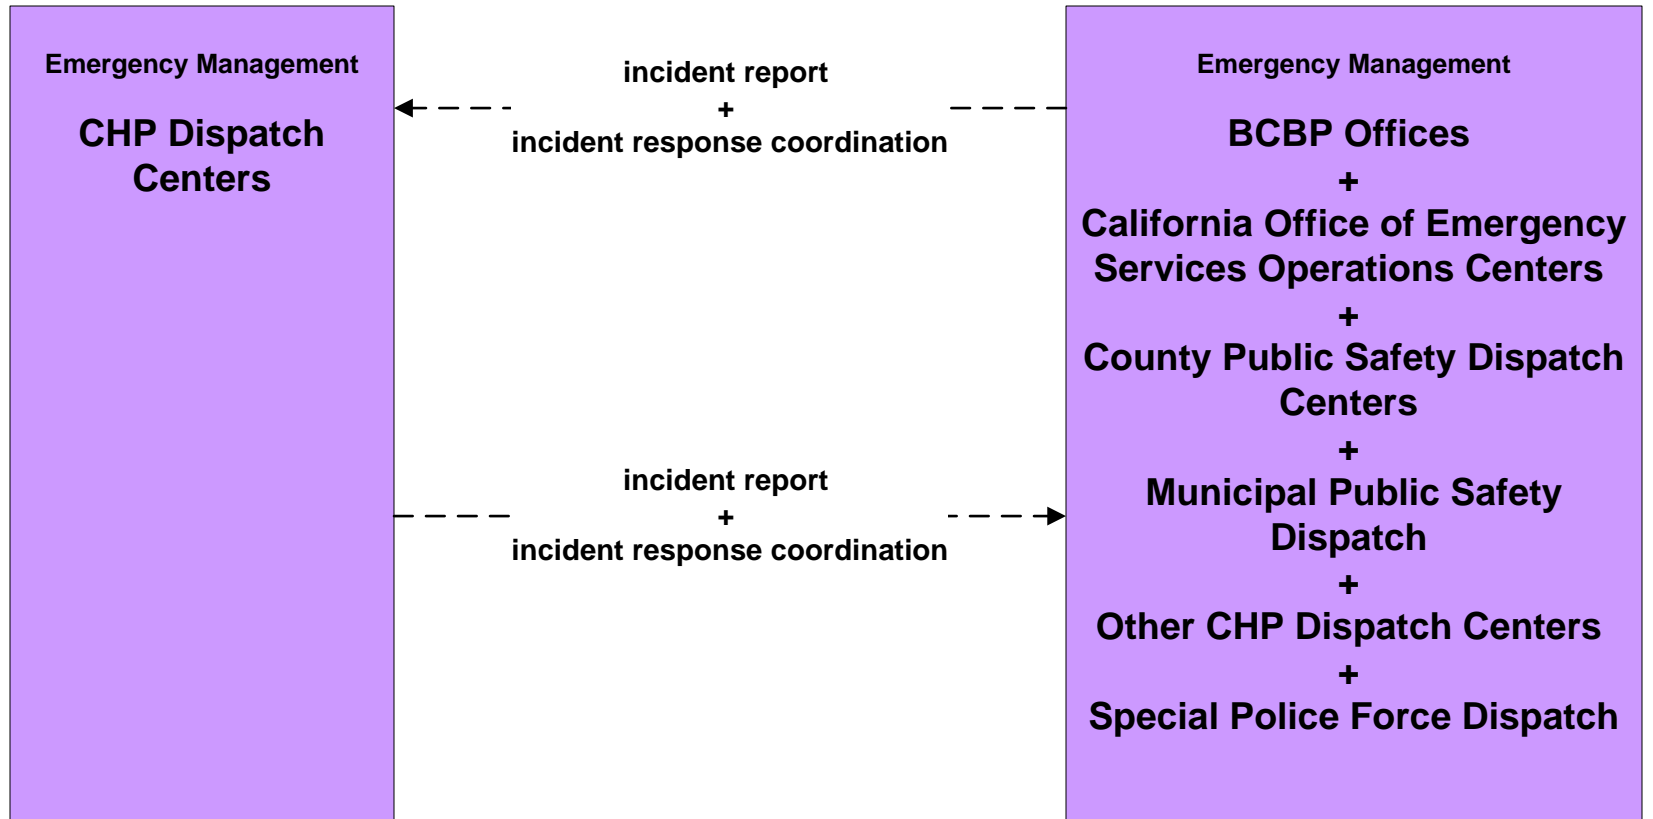 Emergency Management
CHP Dispatch
Centers
incident report
+
incident response coordination
incident report
+
incident response coordination
Emergency Management
BCBP Offices
+
California Office of Emergency
Services Operations Centers
+
County Public Safety Dispatch
Centers
+
Municipal Public Safety
Dispatch
+
Other CHP Dispatch Centers
+
Special Police Force Dispatch